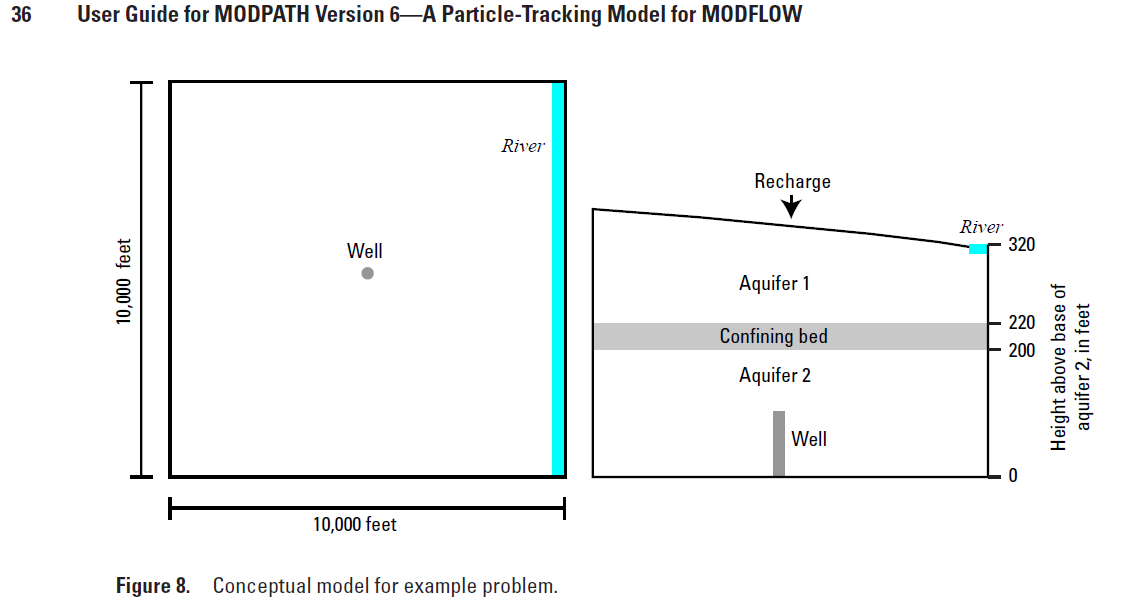 36 User Guide for MODPATH Version 6—A Particle-Tracking Model for MODFLOW
River
Well
10,000 feet
10,000 feet
Recharge
River
320
Aquifer 1
220
Confining bed
200
Aquifer 2
Well
0
Height above base of
aquifer 2, in feet
Figure 8. Conceptual model for example problem.